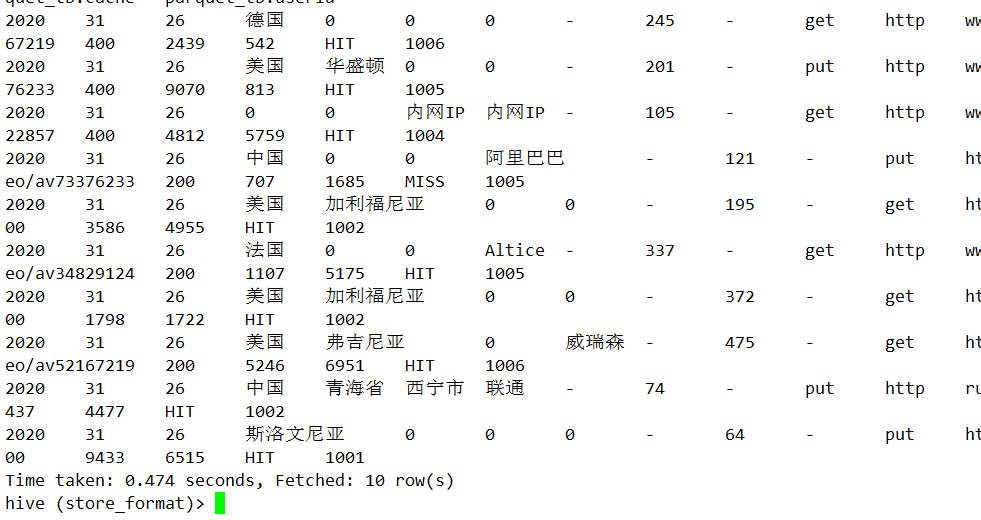 2020 31 26 德国 0 0 0 - 245 - get http
67219 400 2439 542 HIT 1006
2020 31 26 美国 华盛顿 0 0 - 201 - put http
76233 400 9070 813 HIT 1005
2020 31 26 0 0 内网IP 内网IP - 105 - get http
22857 400 4812 5759 HIT 1004
2020 31 26 中国 0 0 阿里巴巴 - 121 - put ht
eo/av73376233 200 707 1685 MISS 1005
2020 31 26 美国 加利福尼亚 0 0 - 195 - get ht
00 3586 4955 HIT 1002
2020 31 26 法国 0 0 Altice - 337 - get http
eo/av34829124 200 1107 5175 HIT 1005
2020 31 26 美国 加利福尼亚 0 0 - 372 - get ht
00 1798 1722 HIT 1002
2020 31 26 美国 弗吉尼亚 0 威瑞森 - 475 - get ht
eo/av52167219 200 5246 6951 HIT 1006
2020 31 26 中国 青海省 西宁市 联通 - 74 - put http ru
437 4477 HIT 1002
2020 31 26 斯洛文尼亚 0 0 0 - 64 - put ht
00 9433 6515 HIT 1001
Time taken: 0.474 seconds, Fetched: 10 row(s)
hive (store_format)>